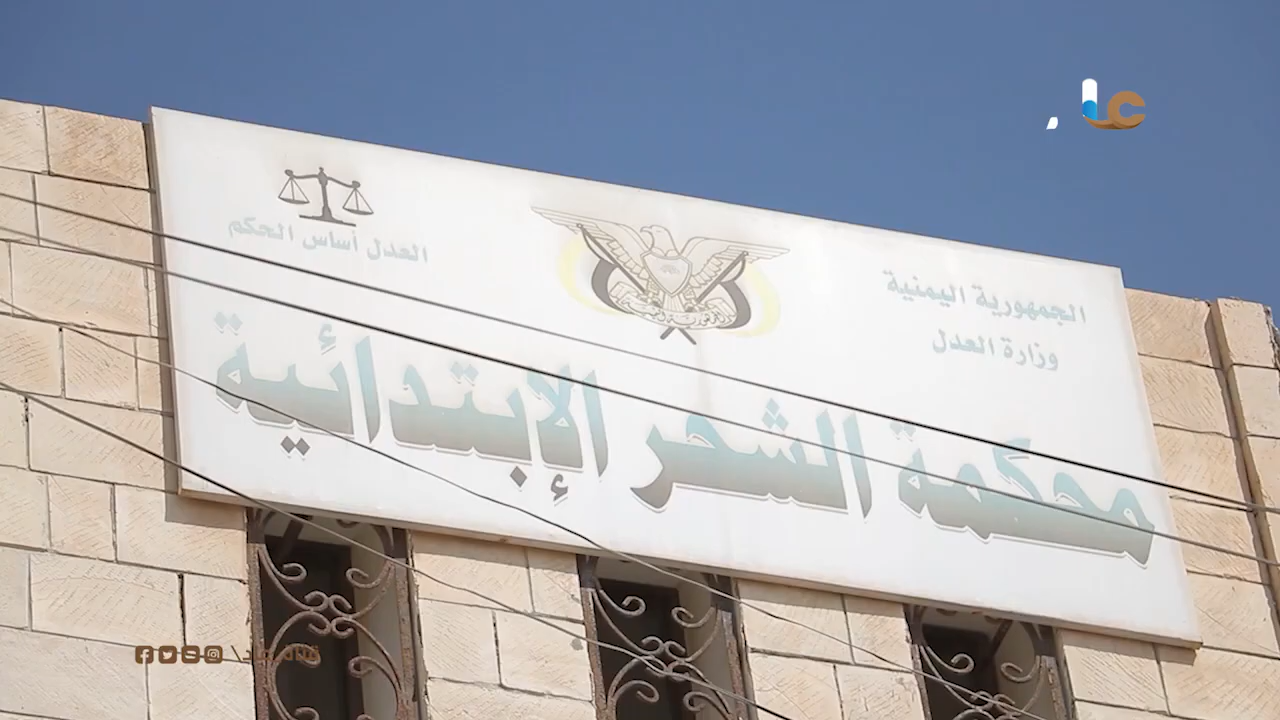 الجمهورية اليمنية
وزارة العدل
العدل أساس الحكم
محكمة الشحر الإبتدائية